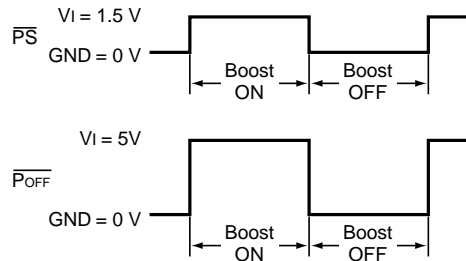 VI = 1.5 V
PS
GND = 0 V
Boost
ON
Boost
OFF
VI = 5V
POFF
GND = 0 V
Boost
ON
Boost
OFF